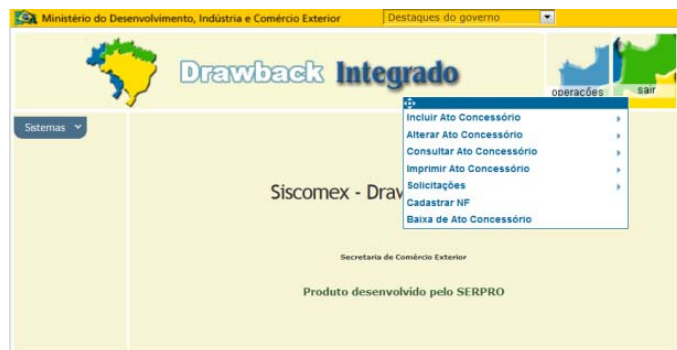 Ministério do Desenvolvimento, Indústria e Comércio Exterior
Destaques do governo
Drawback Integrado
operações
sair
Sistemas
Incluir Ato Concessório
Alterar Ato Concessório
Consultar Ato Concessório
Imprimir Ato Concessório
Solicitações
Cadastrar NF
Baixa de Ato Concessório
Siscomex - Drav
Secretaria de Comércio Exterior
Produto desenvolvido pelo SERPRO